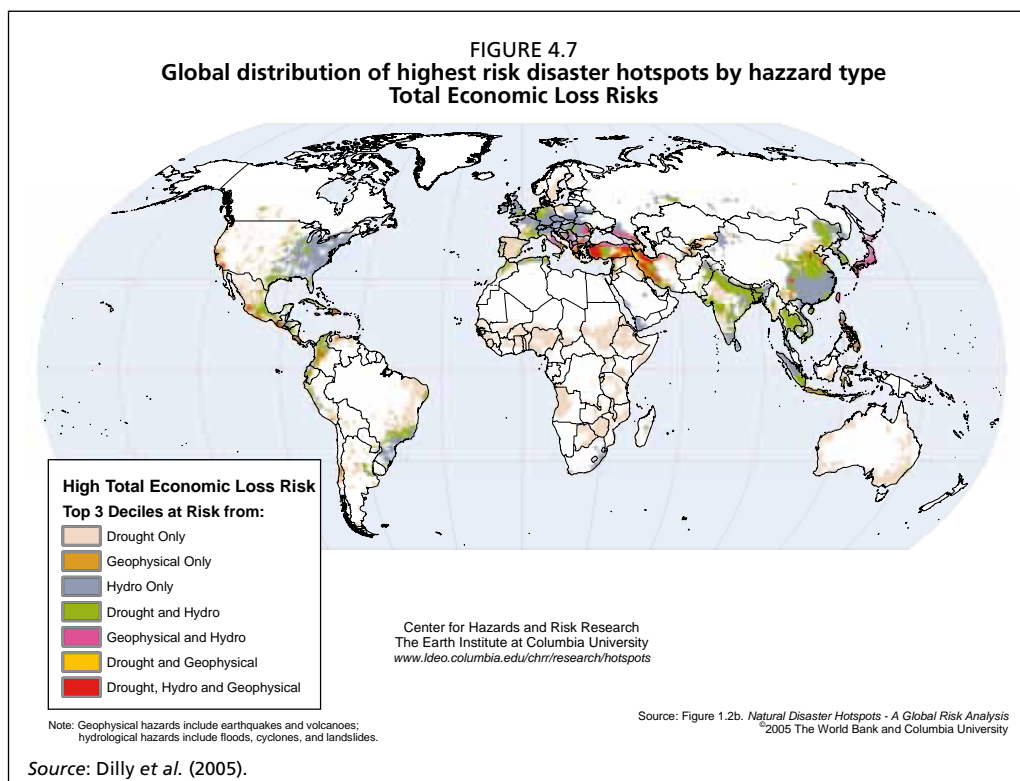 FIGURE 4.7
Global distribution of highest risk disaster hotspots by hazzard type
Total Economic Loss Risks
High Total Economic Loss Risk
Top 3 Deciles at Risk from:
Drought Only
Geophysical Only
Hydro Only
Drought and Hydro
Geophysical and Hydro
Drought and Geophysical
Drought, Hydro and Geophysical
Center for Hazards and Risk Research
The Earth Institute at Columbia University
www.ldeo.columbia.edu/chrr/research/hotspots
Note: Geophysical hazards include earthquakes and volcanoes;
hydrological hazards include floods, cyclones, and landslides.
Source: Figure 1.2b. Natural Disaster Hotspots - A Global Risk Analysis
©2005 The World Bank and Columbia University
Source: Dilly et al. (2005).